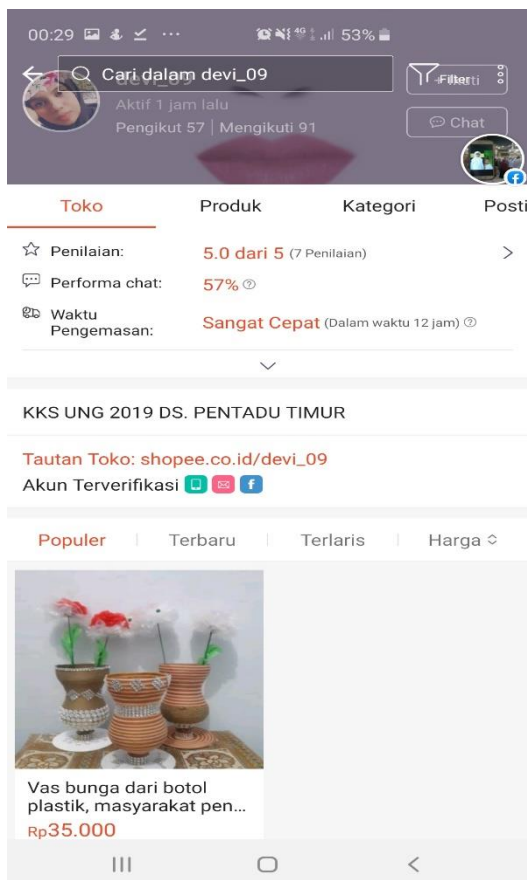 00:29 ... 4G 53%
Cari dalam devi_09
Filter
Aktif 1 jam lalu
Pengikut 57 | Mengikuti 91
Chat
Toko Produk Kategori Posti
Penilaian: 5.0 dari 5 (7 Penilaian)
Performa chat: 57%
Waktu
Pengemasan: Sangat Cepat (Dalam waktu 12 jam)
KKS UNG 2019 DS. PENTADU TIMUR
Tautan Toko: shopee.co.id/devi_09
Akun Terverifikasi
Populer Terbaru Terlaris Harga
Vas bunga dari botol
plastik, masyarakat pen...
Rp35.000